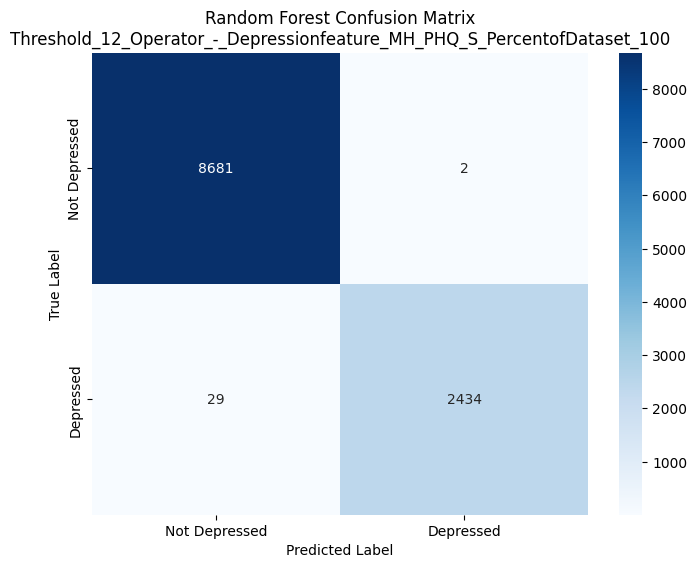 Random Forest Confusion Matrix
Threshold_12_Operator_-_Depressionfeature_MH_PHQ_S_PercentofDataset_100
True Label
Not Depressed
Depressed
8681
2
29
2434
Not Depressed
Depressed
Predicted Label
8000
7000
6000
5000
4000
3000
2000
1000